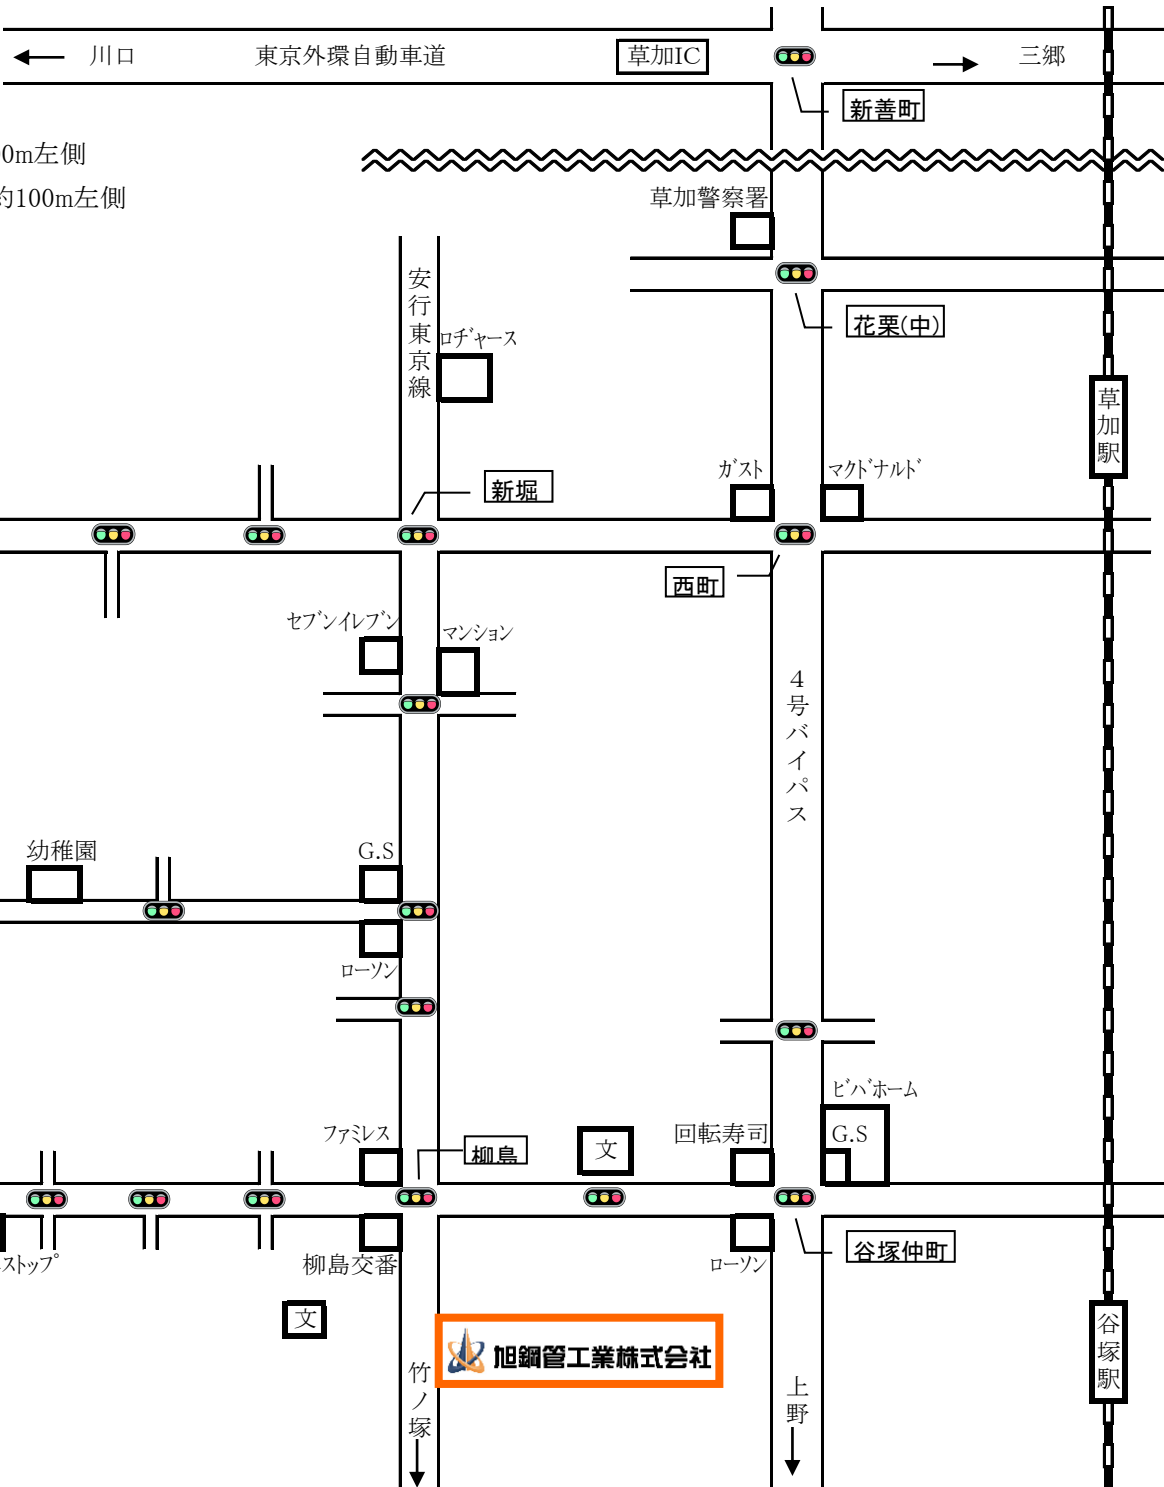 川口
東京外環自動車道
草加IC
三郷
新善町
0m左側
約100m左側
草加警察署
安行東京線
花栗(中)
ロヂャース
草加駅
新堀
ガスト
マクドナルド
西町
セブンイレブン
マンション
4号バイパス
幼稚園
G.S
ローソン
ビバホーム
G.S
ファミレス
柳島
文
回転寿司
ストップ
柳島交番
ローソン
谷塚仲町
文
旭鋼管工業株式会社
竹ノ塚
上野
谷塚駅